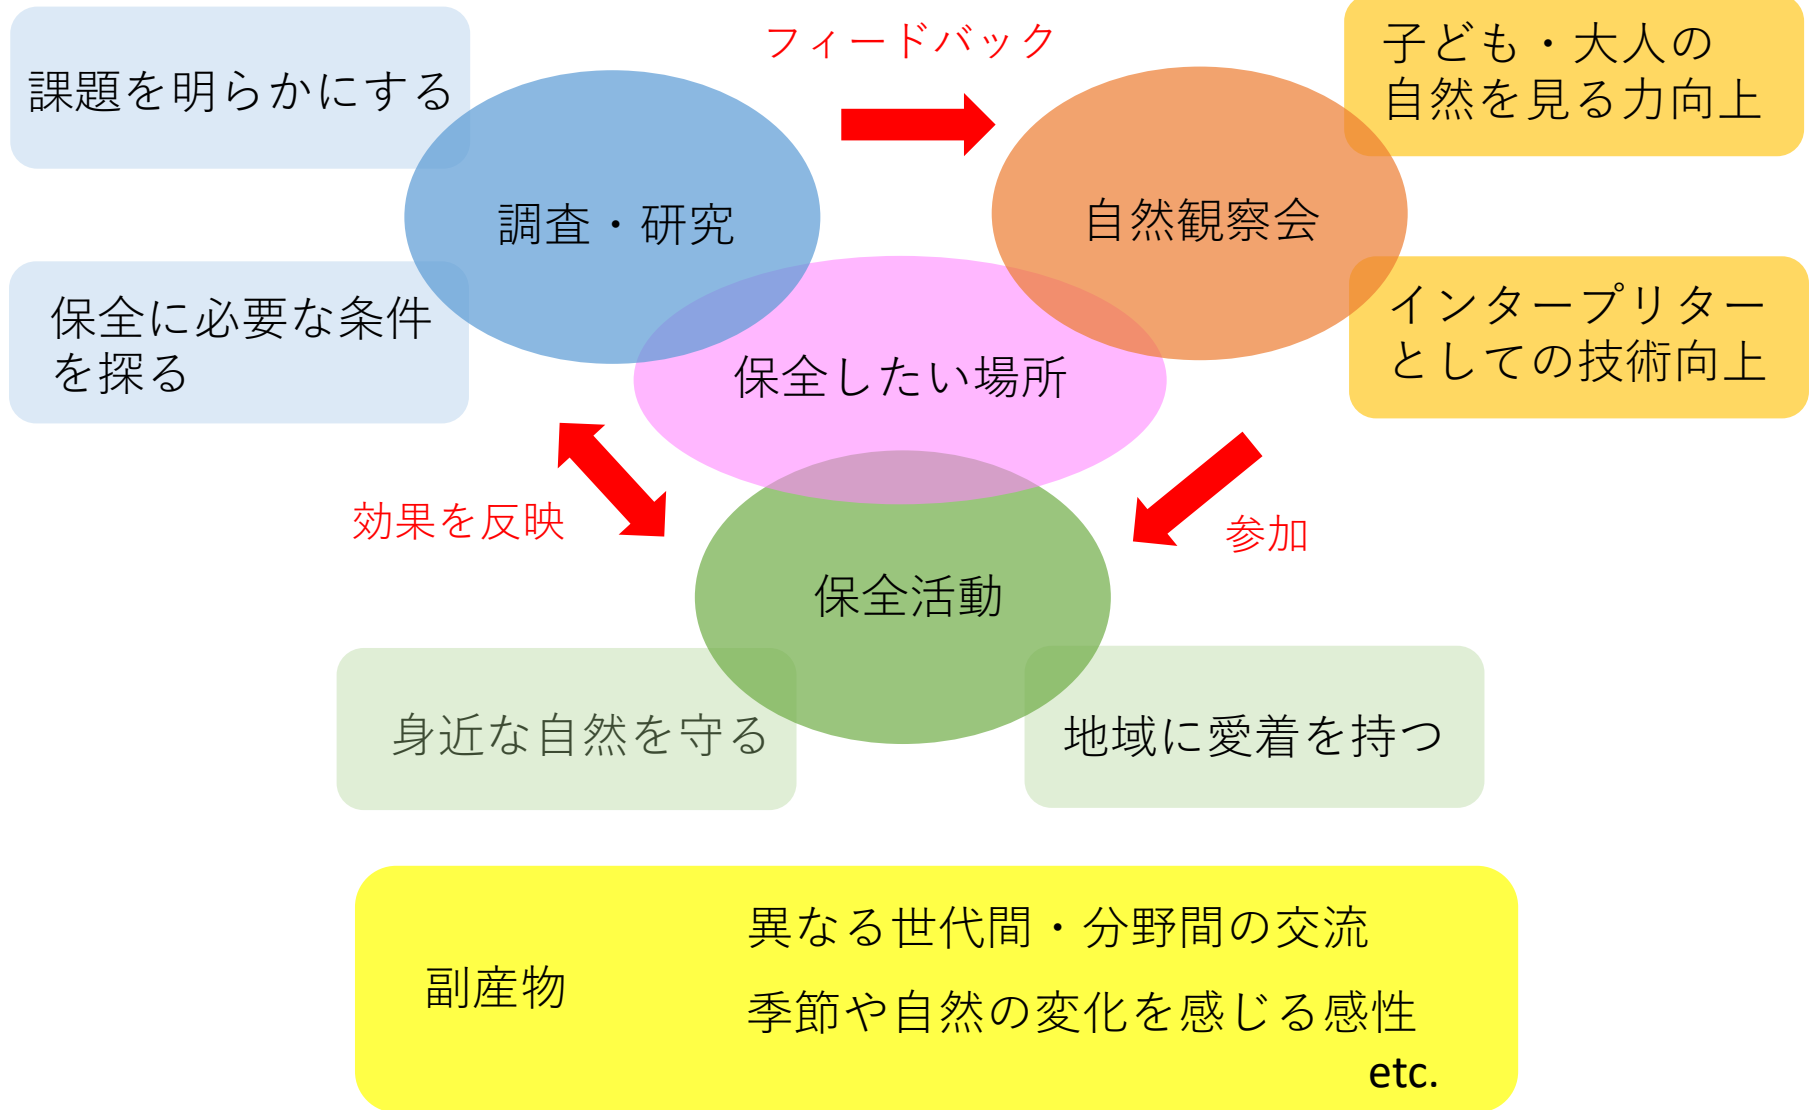 フィードバック
課題を明らかにする
子ども・大人の
自然を見る力向上
調査・研究
自然観察会
保全に必要な条件
を探る
インタープリター
としての技術向上
保全したい場所
効果を反映
参加
保全活動
身近な自然を守る
地域に愛着を持つ
副産物
異なる世代間・分野間の交流
季節や自然の変化を感じる感性
etc.